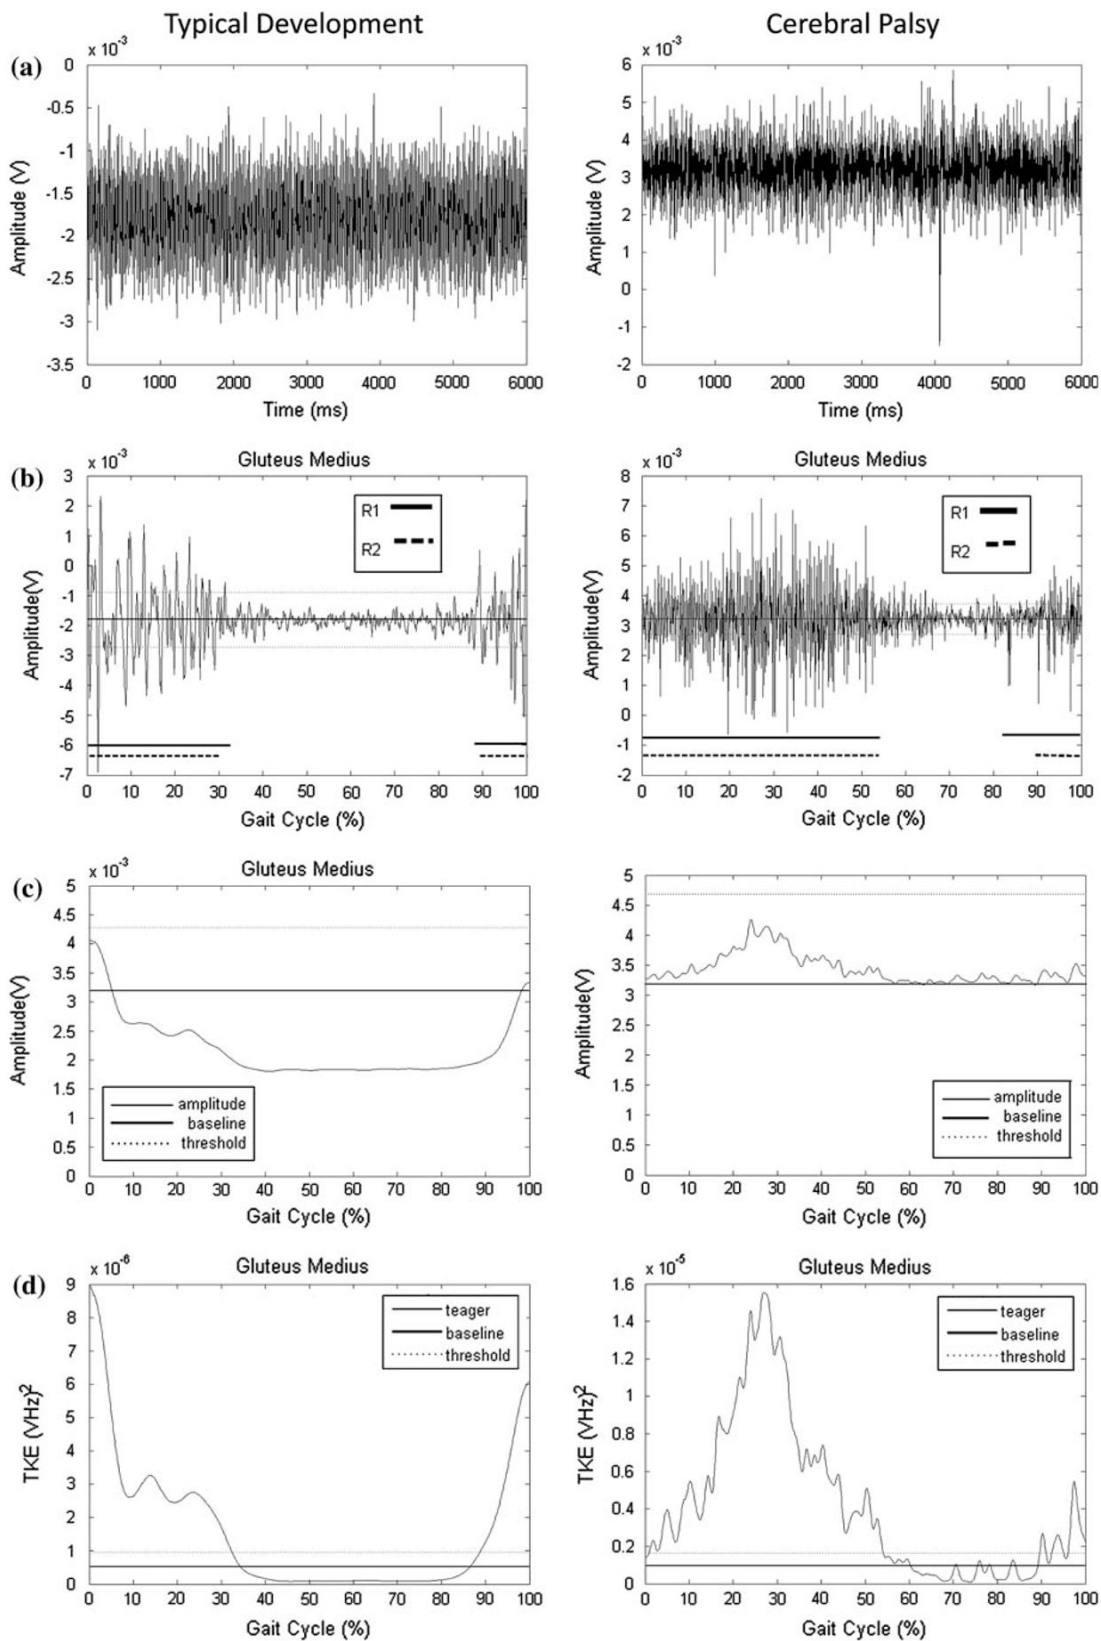 Typical Development
Cerebral Palsy
(a)
x 10⁻³
0
-0.5
-1
-1.5
-2
-2.5
-3
-3.5
Amplitude (V)
0 1000 2000 3000 4000 5000 6000
Time (ms)
x 10⁻³
6
5
4
3
2
1
0
-1
-2
Amplitude (V)
0 1000 2000 3000 4000 5000 6000
Time (ms)
(b)
x 10⁻³
Gluteus Medius
3
2
1
0
-1
-2
-3
-4
-5
-6
-7
Amplitude(V)
R1
R2
0 10 20 30 40 50 60 70 80 90 100
Gait Cycle (%)
x 10⁻³
Gluteus Medius
8
7
6
5
4
3
2
1
0
-1
-2
Amplitude(V)
R1
R2
0 10 20 30 40 50 60 70 80 90 100
Gait Cycle (%)
(c)
x 10⁻³
Gluteus Medius
5
4.5
4
3.5
3
2.5
2
1.5
1
0.5
0
Amplitude(V)
amplitude
baseline
threshold
0 10 20 30 40 50 60 70 80 90 100
Gait Cycle (%)
5
4.5
4
3.5
3
2.5
2
1.5
1
0.5
0
Amplitude(V)
amplitude
baseline
threshold
0 10 20 30 40 50 60 70 80 90 100
Gait Cycle (%)
(d)
x 10⁻⁶
Gluteus Medius
9
8
7
6
5
4
3
2
1
0
TKE (VHz)²
teager
baseline
threshold
0 10 20 30 40 50 60 70 80 90 100
Gait Cycle (%)
x 10⁻⁵
Gluteus Medius
1.6
1.4
1.2
1
0.8
0.6
0.4
0.2
0
TKE (VHz)²
teager
baseline
threshold
0 10 20 30 40 50 60 70 80 90 100
Gait Cycle (%)